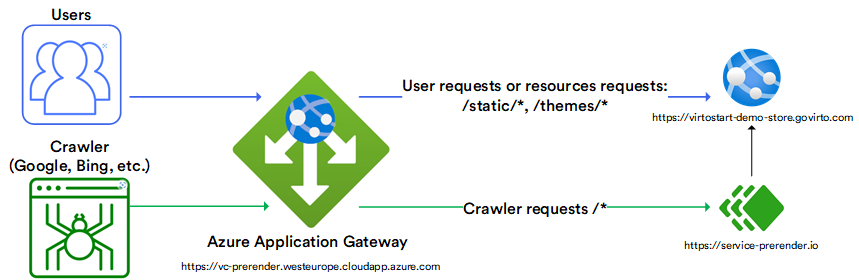 Users
User requests or resources requests:
/static/*, /themes/*
https://virtostart-demo-store.govirto.com
Crawler
(Google, Bing, etc.)
Crawler requests /*
Azure Application Gateway
https://service-prerender.io
https://vc-prerender.westeurope.cloudapp.azure.com